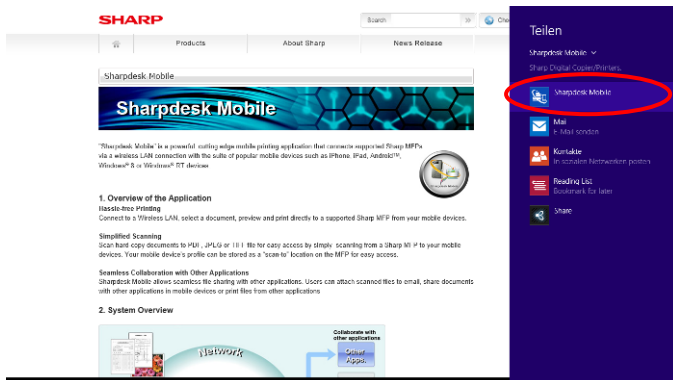 SHARP
Search
Products
About Sharp
News Release
Sharpdesk Mobile
Sharpdesk Mobile
"Sharpdesk Mobile" is a powerful cutting edge mobile printing application that connects supported Sharp MFPs
via a wireless LAN connection with the suite of popular mobile devices such as iPhone, iPad, Android™,
Windows® 8 or Windows® RT devices
1. Overview of the Application
Hassle-free Printing
Connect to a Wireless LAN, select a document, preview and print directly to a supported Sharp MFP from your mobile devices.
Simplified Scanning
Scan hard copy documents to PDF, JPEG or TIFF file for easy access by simply scanning from a Sharp MFP to your mobile
devices. Your mobile device's profile can be stored as a "scan-to" location on the MFP for easy access.
Seamless Collaboration with Other Applications
Sharpdesk Mobile allows seamless file sharing with other applications. Users can attach scanned files to email, share documents
with other applications in mobile devices or print files from other applications
2. System Overview
Network
Collaborate with
other applications
Other
Apps.
Teilen
Sharpdesk Mobile
Sharp Digital Copier/Printers.
Sharpdesk Mobile
Mail
E-Mail senden
Kontakte
In sozialen Netzwerken posten
Reading List
Bookmark for later
Share